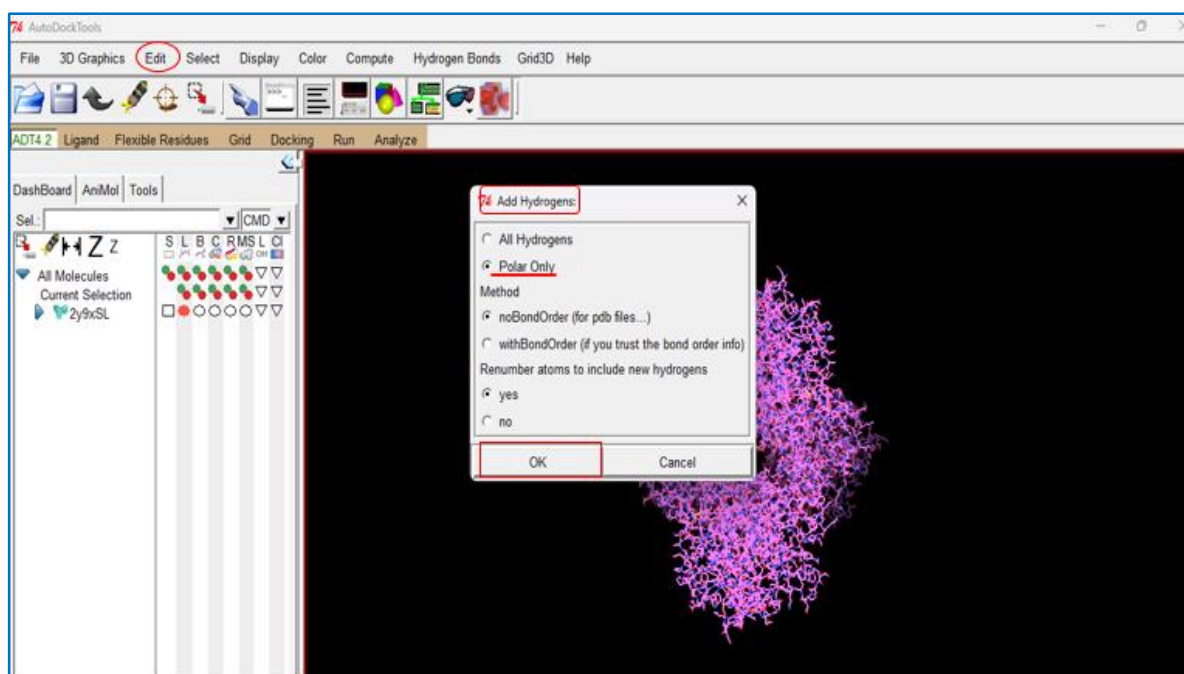 AutoDockTools
File 3D Graphics Edit Select Display Color Compute Hydrogen Bonds Grid3D Help
ADT4.2 Ligand Flexible Residues Grid Docking Run Analyze
DashBoard AniMol Tools
Sel.: CMD
Z Z S L B C R MS L Cl
All Molecules
Current Selection
2y9xSL
Add Hydrogens:
All Hydrogens
Polar Only
Method
noBondOrder (for pdb files...)
withBondOrder (if you trust the bond order info)
Renumber atoms to include new hydrogens
yes
no
OK Cancel